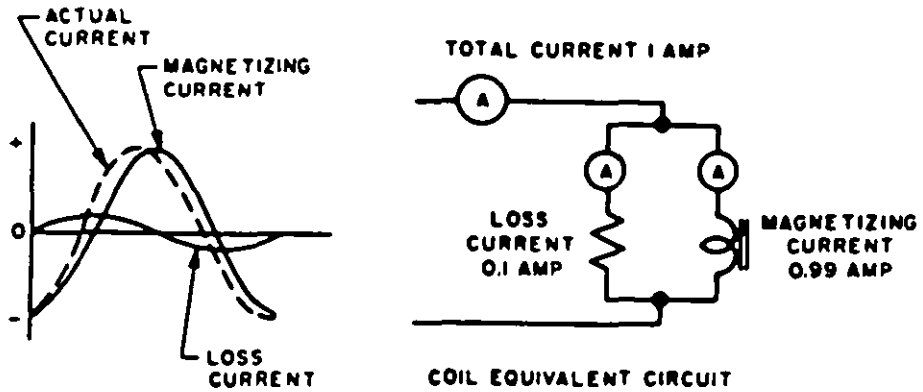 ACTUAL
CURRENT
MAGNETIZING
CURRENT
+
0
-
LOSS
CURRENT
TOTAL CURRENT 1 AMP
A
A
A
LOSS
CURRENT
0.1 AMP
MAGNETIZING
CURRENT
0.99 AMP
COIL EQUIVALENT CIRCUIT